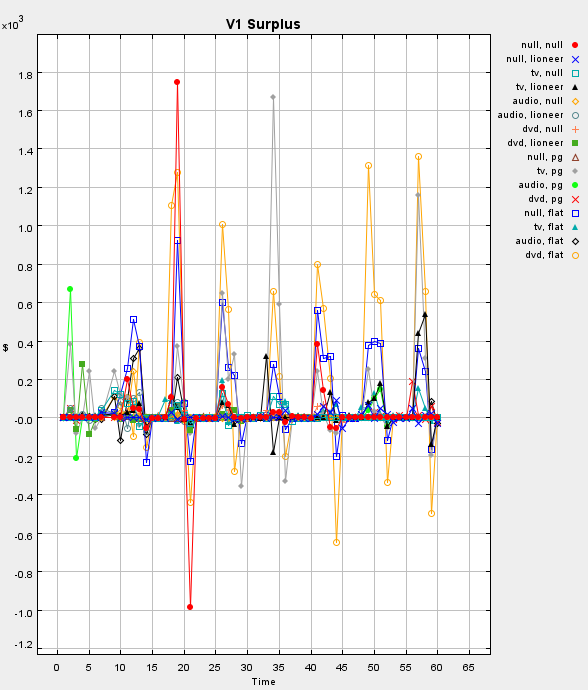 x10³
V1 Surplus
1.8
1.6
1.4
1.2
1.0
0.8
0.6
0.4
0.2
-0.0
-0.2
-0.4
-0.6
-0.8
-1.0
-1.2
$
0 5 10 15 20 25 30 35 40 45 50 55 60 65
Time
null, null
null, lioneer
tv, null
tv, lioneer
audio, null
audio, lioneer
dvd, null
dvd, lioneer
null, pg
tv, pg
audio, pg
dvd, pg
null, flat
tv, flat
audio, flat
dvd, flat